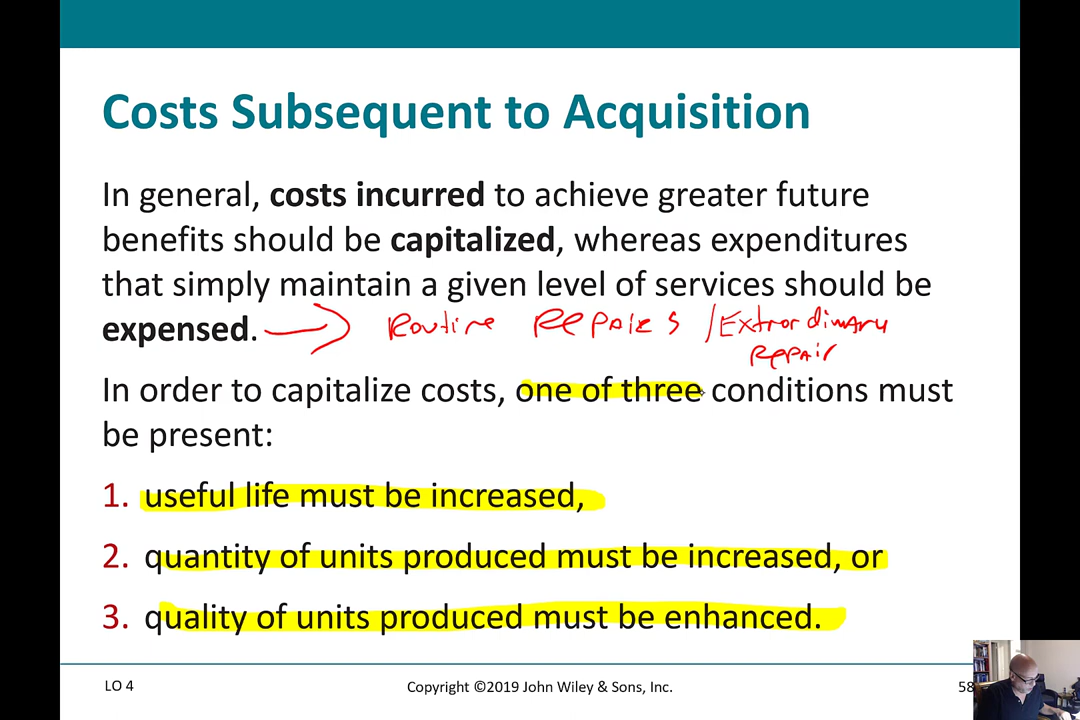 Costs Subsequent to Acquisition
In general, costs incurred to achieve greater future
benefits should be capitalized, whereas expenditures
that simply maintain a given level of services should be
expensed. Routine Repairs / Extrordinary
Repair
In order to capitalize costs, one of three conditions must
be present:
1. useful life must be increased,
2. quantity of units produced must be increased, or
3. quality of units produced must be enhanced.
LO 4 Copyright ©2019 John Wiley & Sons, Inc. 58